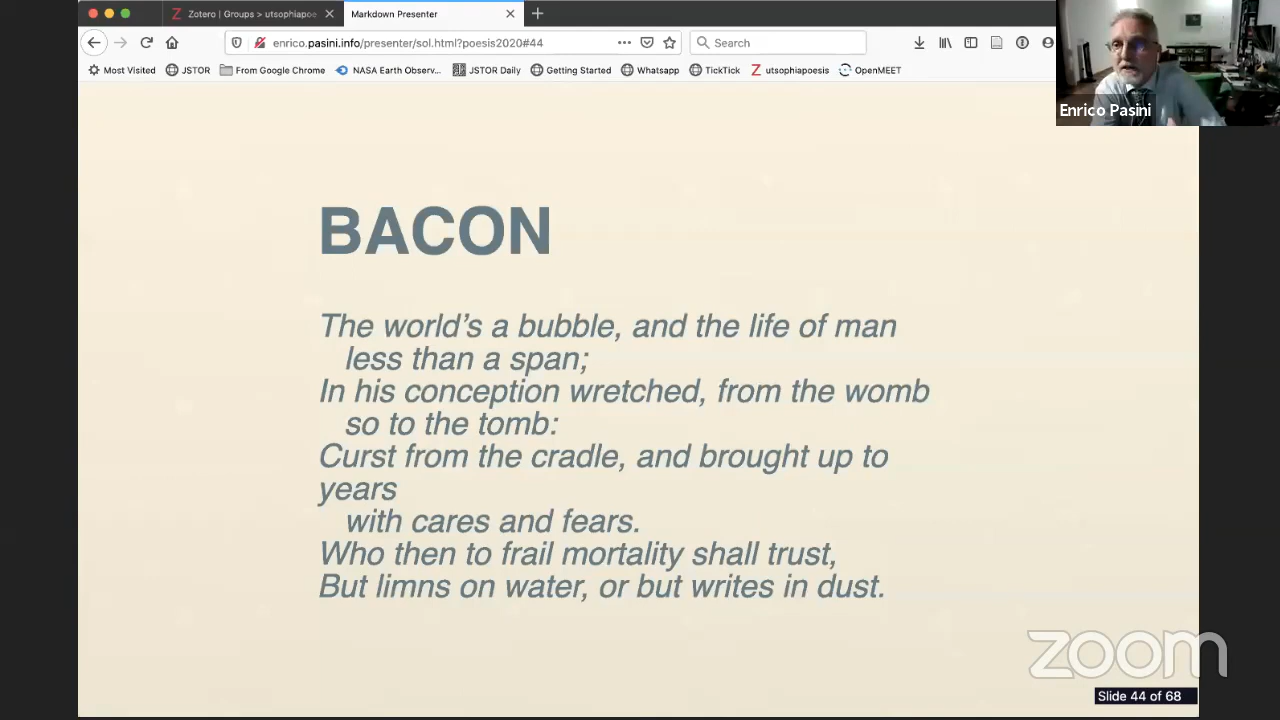 Zotero | Groups > utsophiapoe
Markdown Presenter
enrico.pasini.info/presenter/sol.html?poesis2020#44
Search
Most Visited
JSTOR
From Google Chrome
NASA Earth Observ...
JSTOR Daily
Getting Started
Whatsapp
TickTick
utsophiapoesis
OpenMEET
Enrico Pasini
BACON
The world’s a bubble, and the life of man
less than a span;
In his conception wretched, from the womb
so to the tomb:
Curst from the cradle, and brought up to
years
with cares and fears.
Who then to frail mortality shall trust,
But limns on water, or but writes in dust.
zoom
Slide 44 of 68